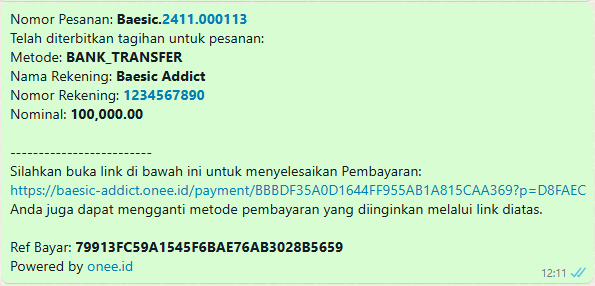 Nomor Pesanan: Baesic.2411.000113
Telah diterbitkan tagihan untuk pesanan:
Metode: BANK_TRANSFER
Nama Rekening: Baesic Addict
Nomor Rekening: 1234567890
Nominal: 100,000.00
-------------------------
Silahkan buka link di bawah ini untuk menyelesaikan Pembayaran:
https://baesic-addict.onee.id/payment/BBBDF35A0D1644FF955AB1A815CAA369?p=D8FAEC
Anda juga dapat mengganti metode pembayaran yang diinginkan melalui link diatas.
Ref Bayar: 79913FC59A1545F6BAE76AB3028B5659
Powered by onee.id
12:11